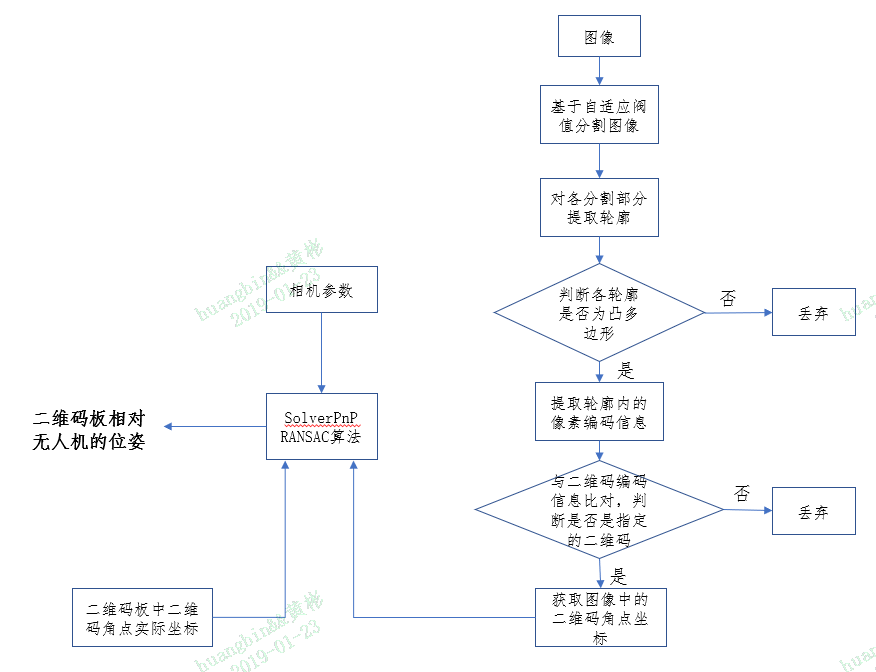 图像
基于自适应阀
值分割图像
对各分割部分
提取轮廓
判断各轮廓
是否为凸多
边形
否
丢弃
是
提取轮廓内的
像素编码信息
与二维码编码
信息比对，判
断是否是指定
的二维码
否
丢弃
是
获取图像中的
二维码角点坐
标
相机参数
SolverPnP
RANSAC算法
二维码板相对
无人机的位姿
二维码板中二维
码角点实际坐标
2019-01-23
2019-01-23